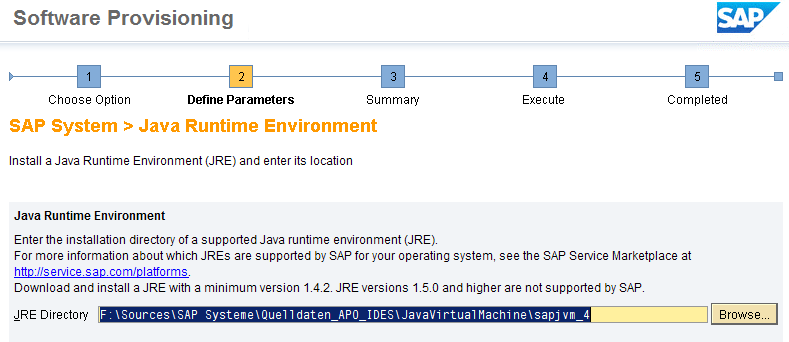 Software Provisioning
SAP
1
2
3
4
5
Choose Option
Define Parameters
Summary
Execute
Completed
SAP System > Java Runtime Environment
Install a Java Runtime Environment (JRE) and enter its location
Java Runtime Environment
Enter the installation directory of a supported Java runtime environment (JRE).
For more information about which JREs are supported by SAP for your operating system, see the SAP Service Marketplace at
http://service.sap.com/platforms.
Download and install a JRE with a minimum version 1.4.2. JRE versions 1.5.0 and higher are not supported by SAP.
JRE Directory F:\Sources\SAP Systeme\Quelldaten_APO_IDES\JavaVirtualMachine\sapjvm_4 Browse...